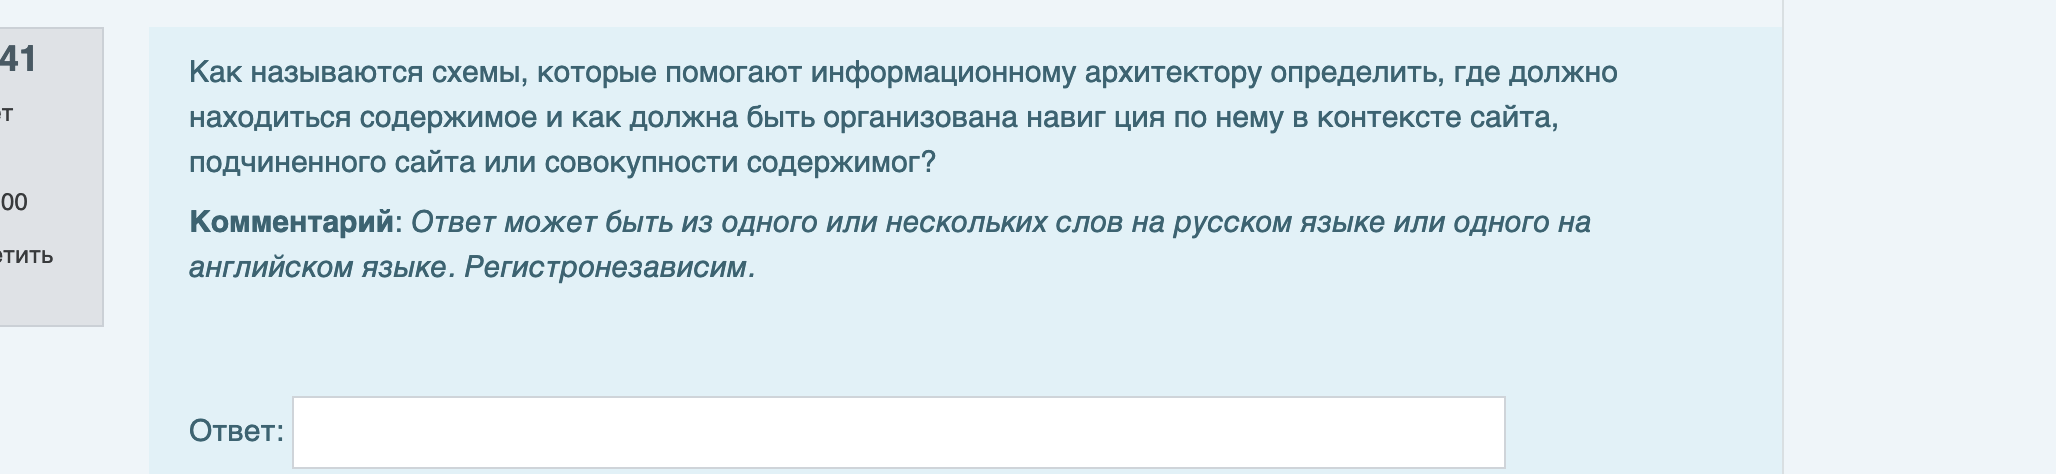 41
Как называются схемы, которые помогают информационному архитектору определить, где должно
ет
находиться содержимое и как должна быть организована навиг ция по нему в контексте сайта,
подчиненного сайта или совокупности содержимог?
00
Комментарий: Ответ может быть из одного или нескольких слов на русском языке или одного на
етить
английском языке. Регистронезависим.
Ответ: